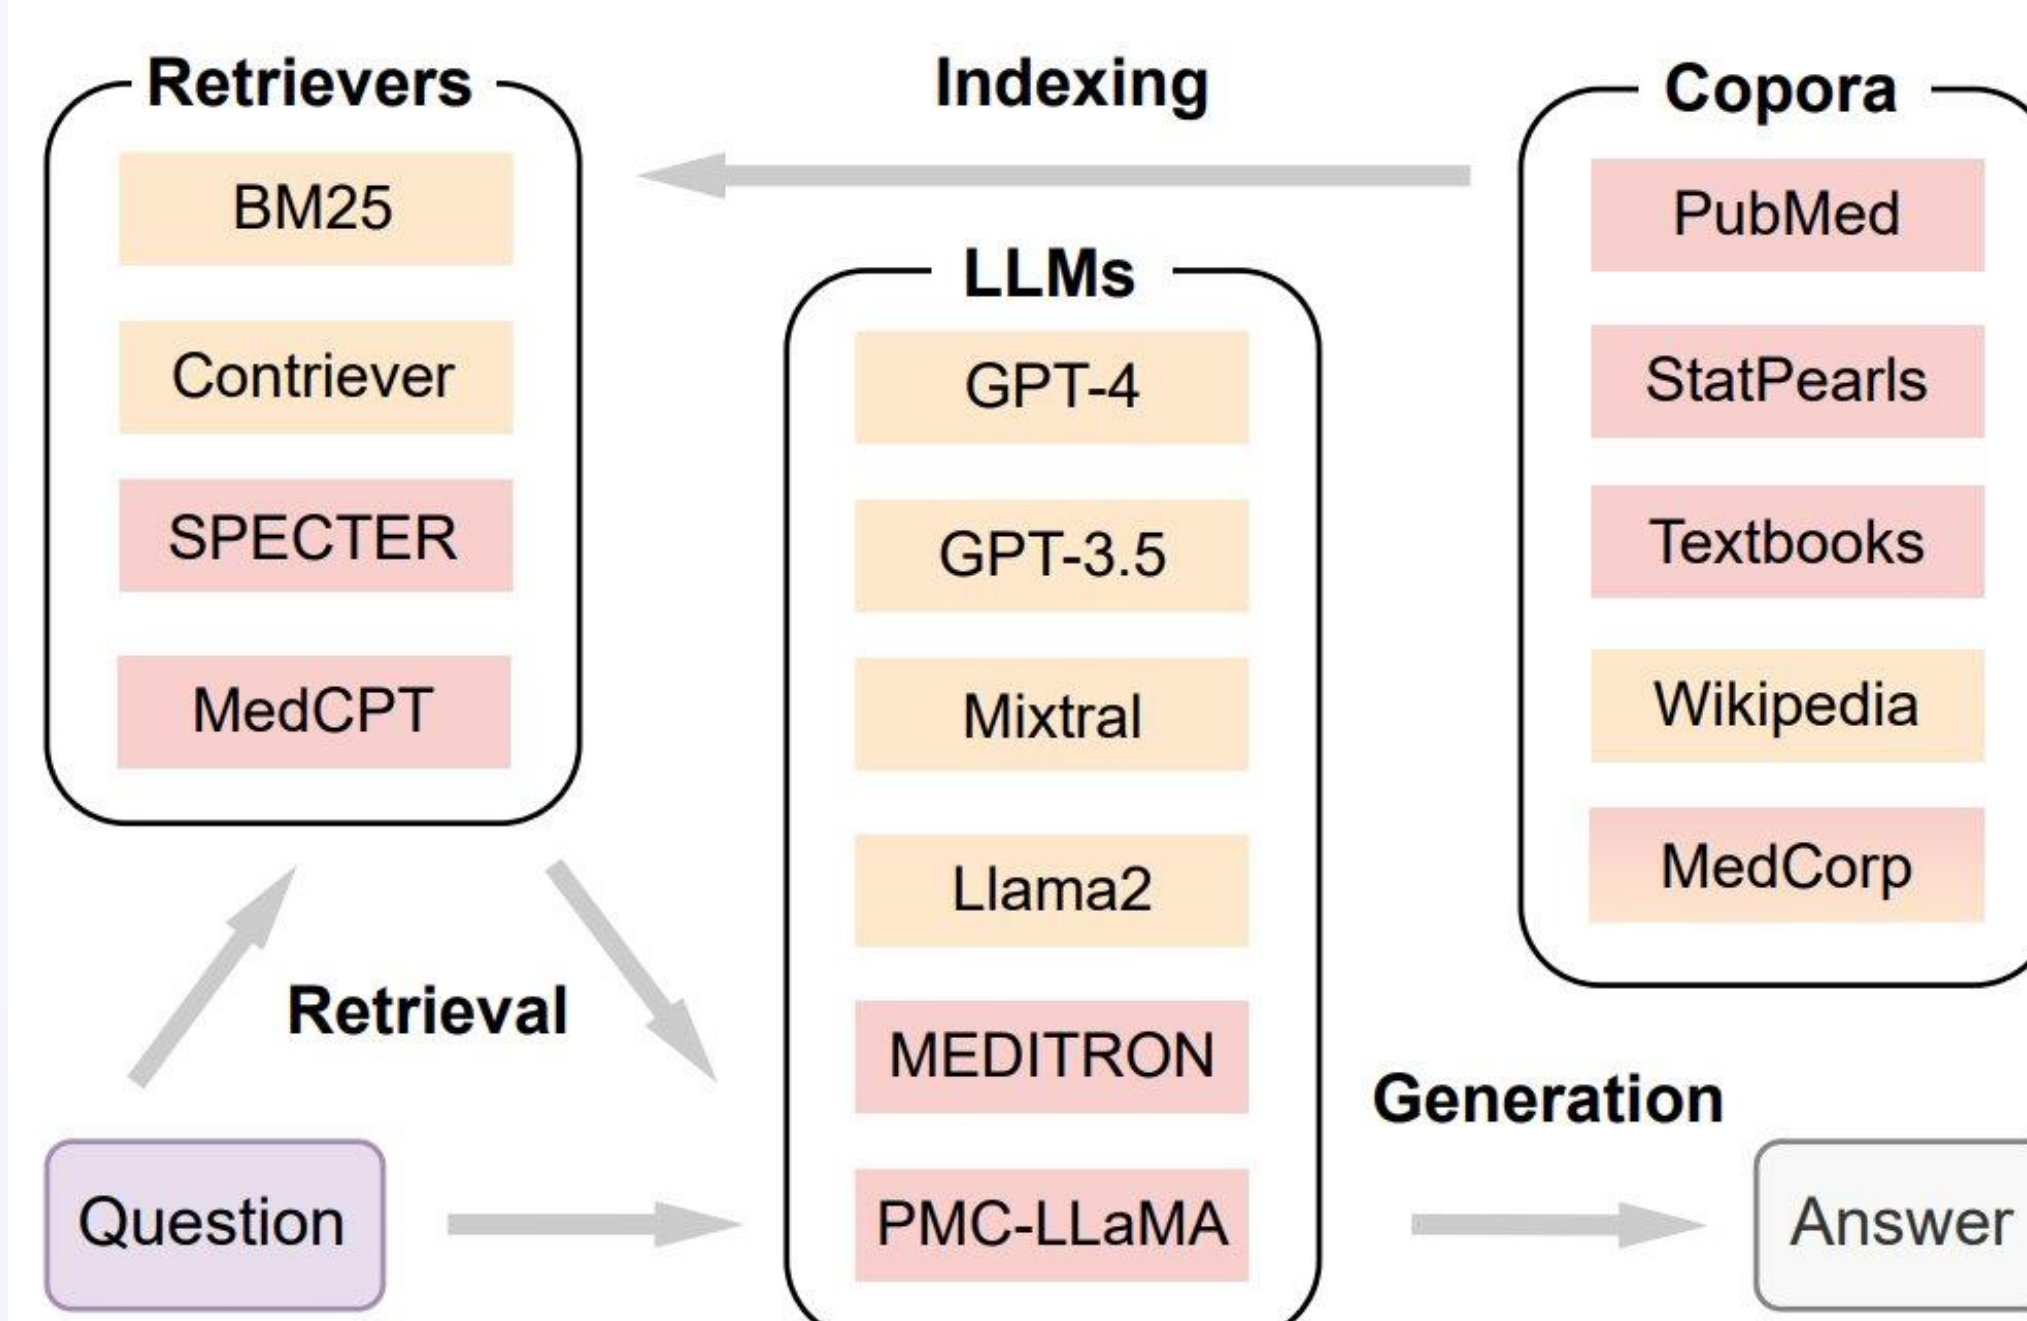 Retrievers
BM25
Contriever
SPECTER
MedCPT
Indexing
LLMs
GPT-4
GPT-3.5
Mixtral
Llama2
MEDITRON
PMC-LLaMA
Copora
PubMed
StatPearls
Textbooks
Wikipedia
MedCorp
Retrieval
Question
Generation
Answer